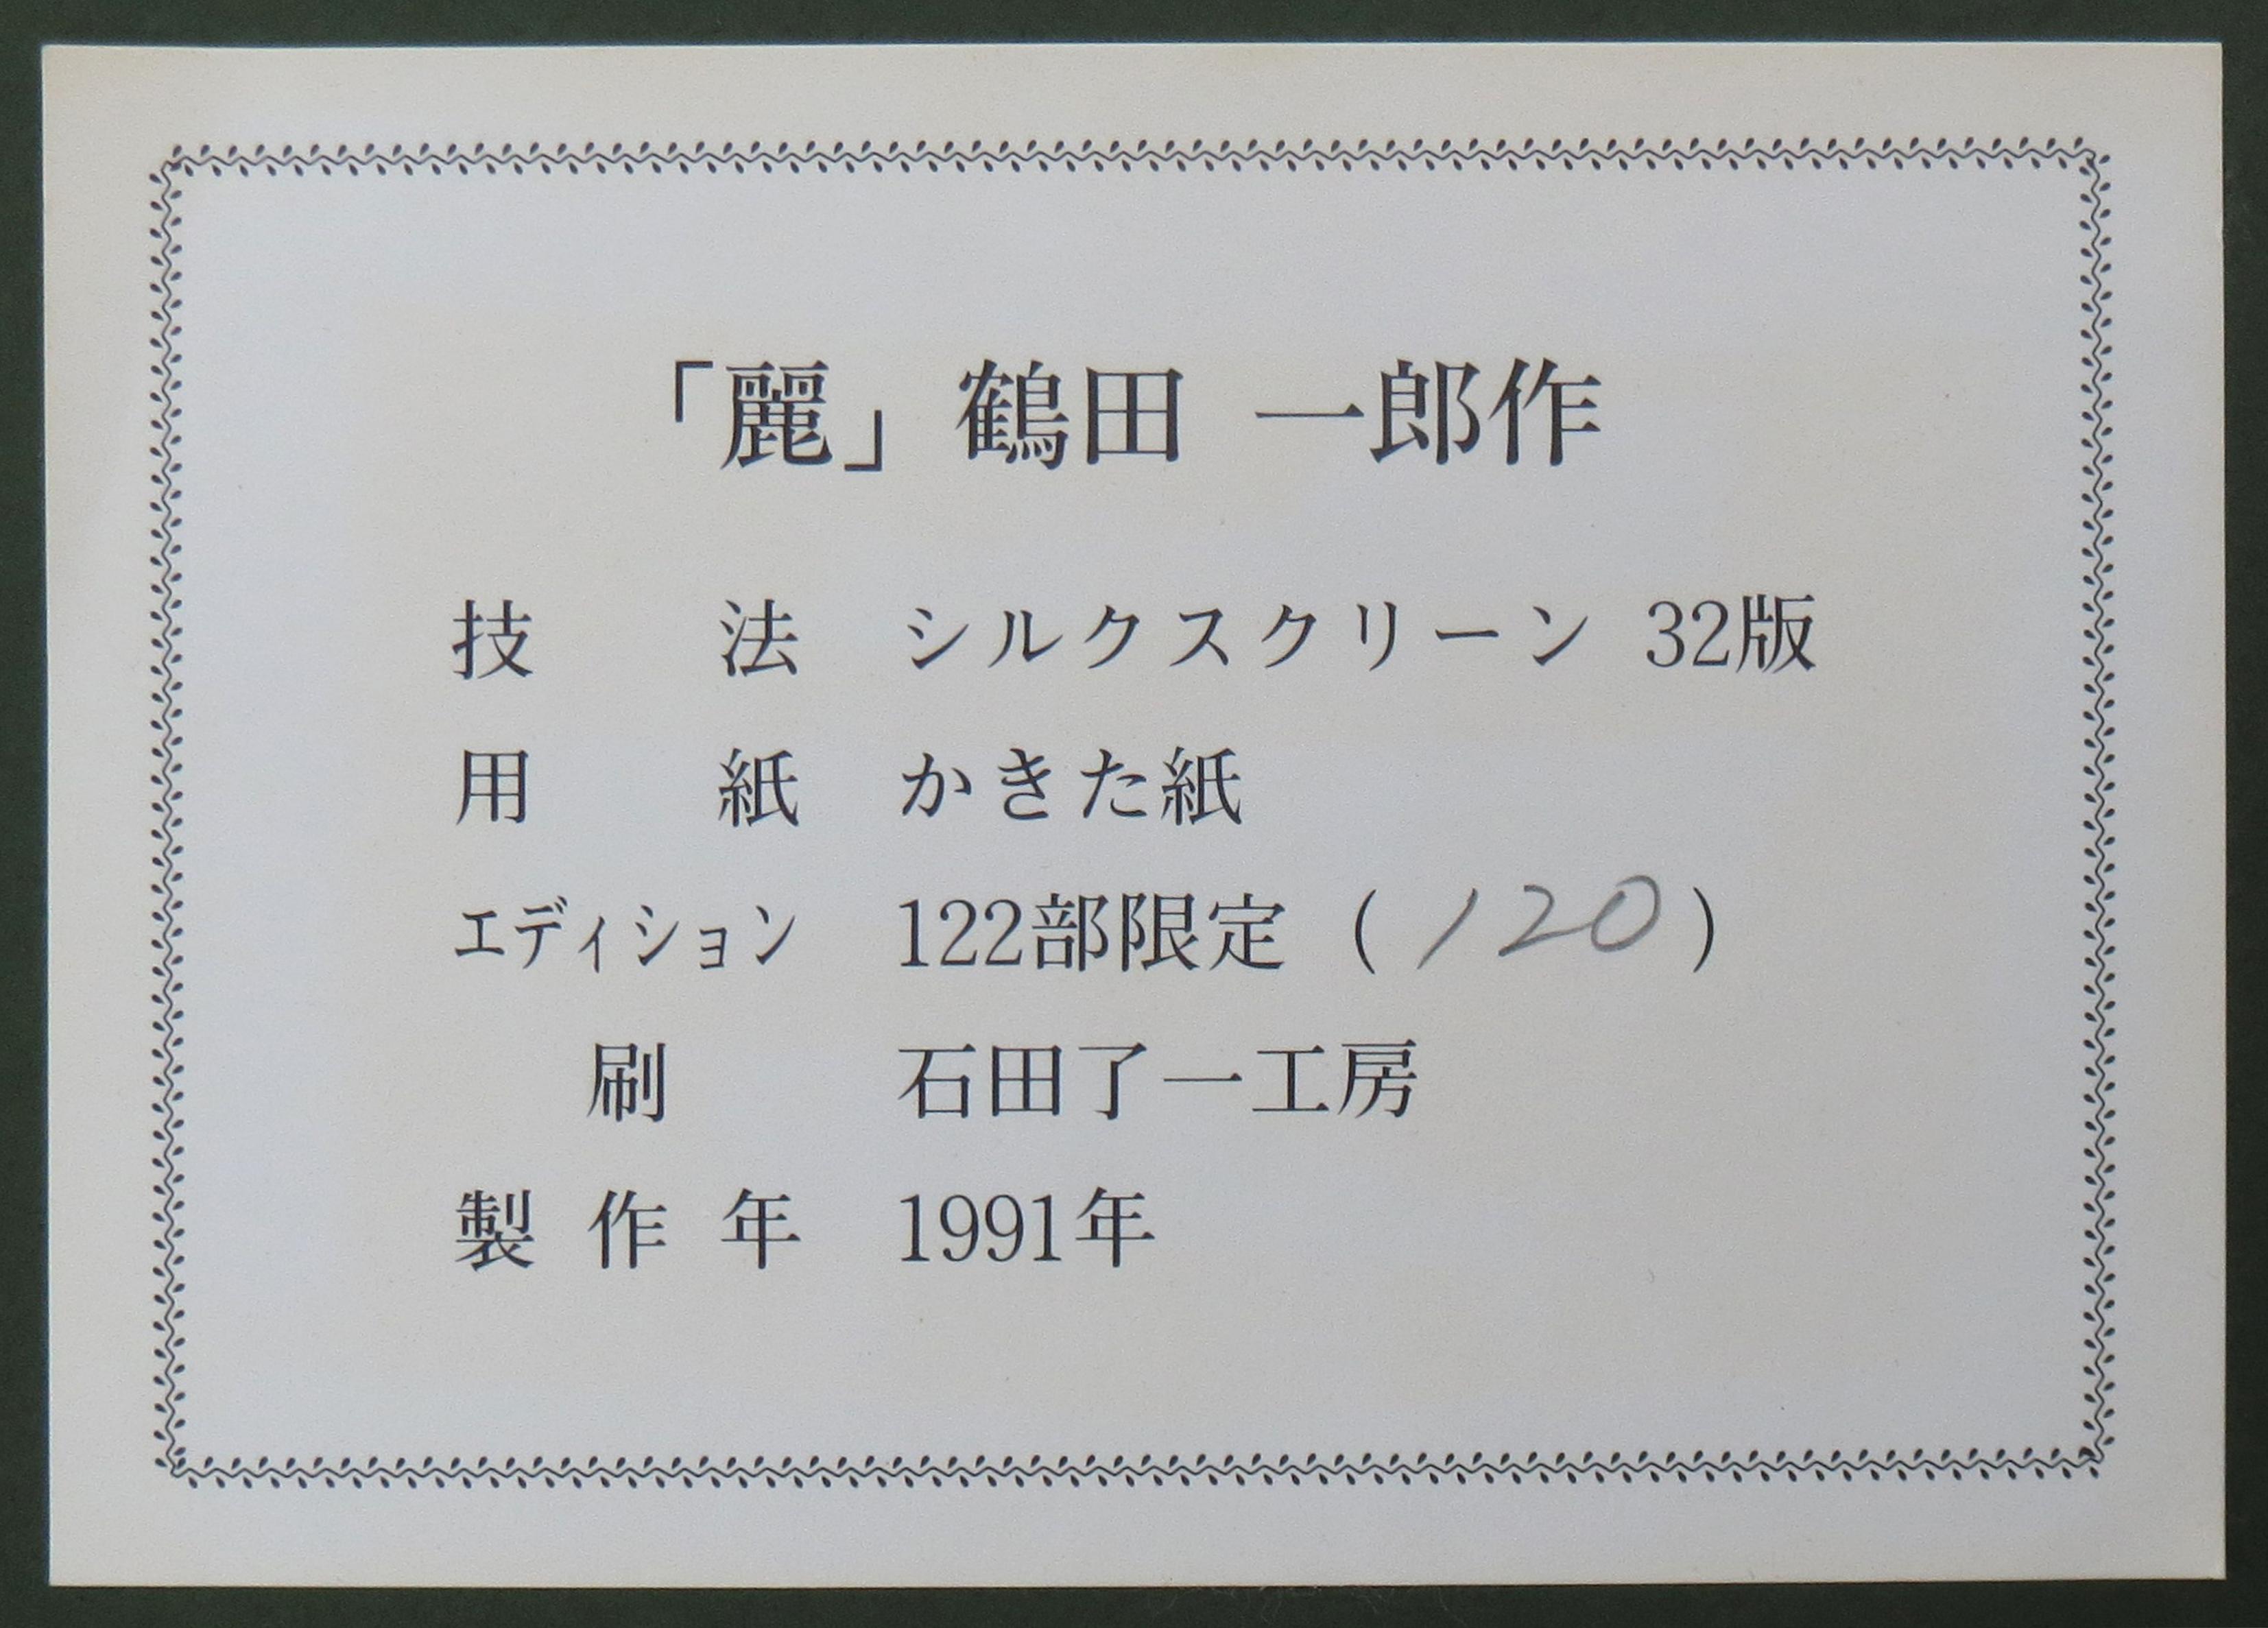 「麗」鶴田 一郎作
技法 シルクスクリーン 32版
用紙 かきた紙
エディション 122部限定（120）
刷 石田了一工房
製作年 1991年